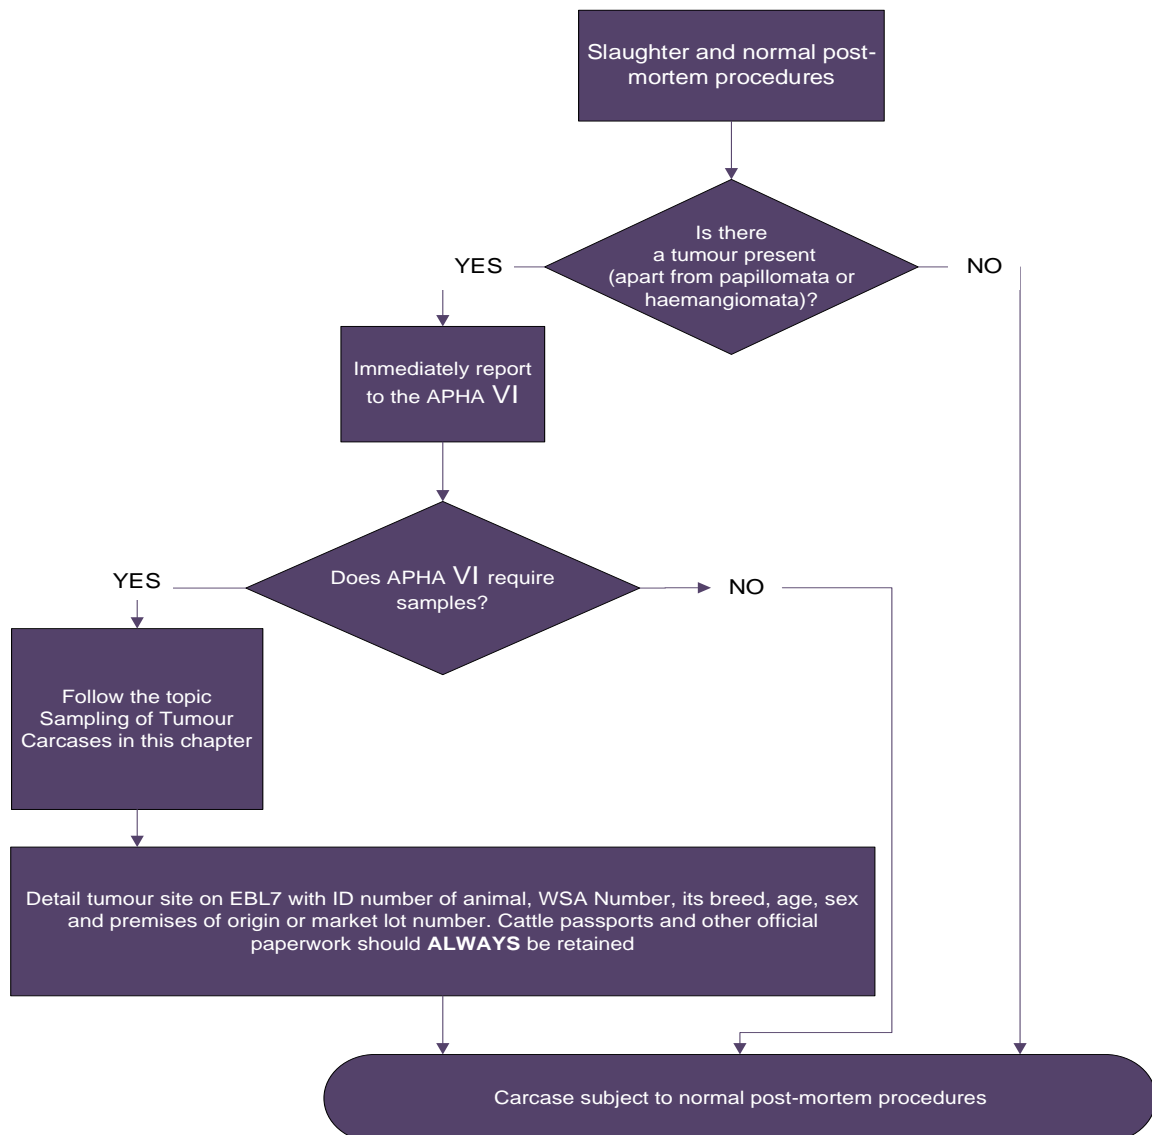 Slaughter and normal post-
mortem procedures
Is there
a tumour present
(apart from papillomata or
haemangiomata)?
YES
NO
Immediately report
to the APHA VI
Does APHA VI require
samples?
YES
NO
Follow the topic
Sampling of Tumour
Carcases in this chapter
Detail tumour site on EBL7 with ID number of animal, WSA Number, its breed, age, sex
and premises of origin or market lot number. Cattle passports and other official
paperwork should ALWAYS be retained
Carcase subject to normal post-mortem procedures